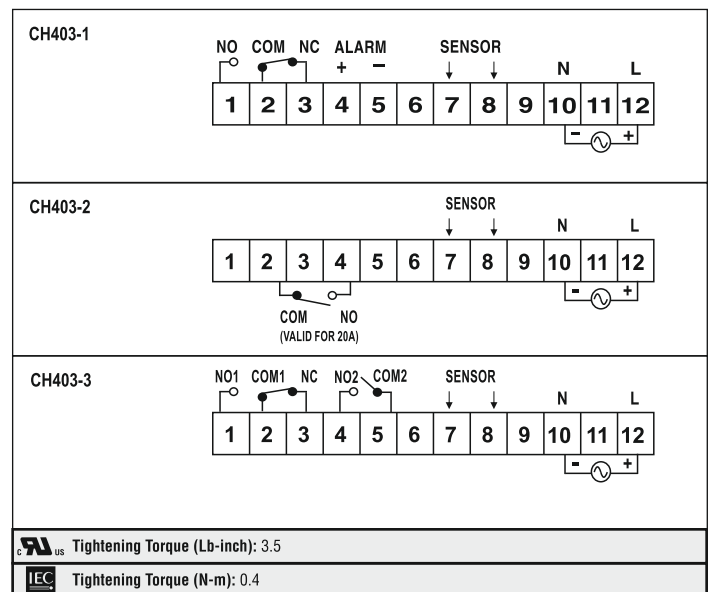 CH403-1
NO COM NC ALARM SENSOR
+ −
N L
1 2 3 4 5 6 7 8 9 10 11 12
- +
CH403-2
SENSOR
N L
1 2 3 4 5 6 7 8 9 10 11 12
- +
COM NO
(VALID FOR 20A)
CH403-3
NO1 COM1 NC NO2 COM2 SENSOR
N L
1 2 3 4 5 6 7 8 9 10 11 12
- +
c RU US Tightening Torque (Lb-inch): 3.5
IEC Tightening Torque (N-m): 0.4